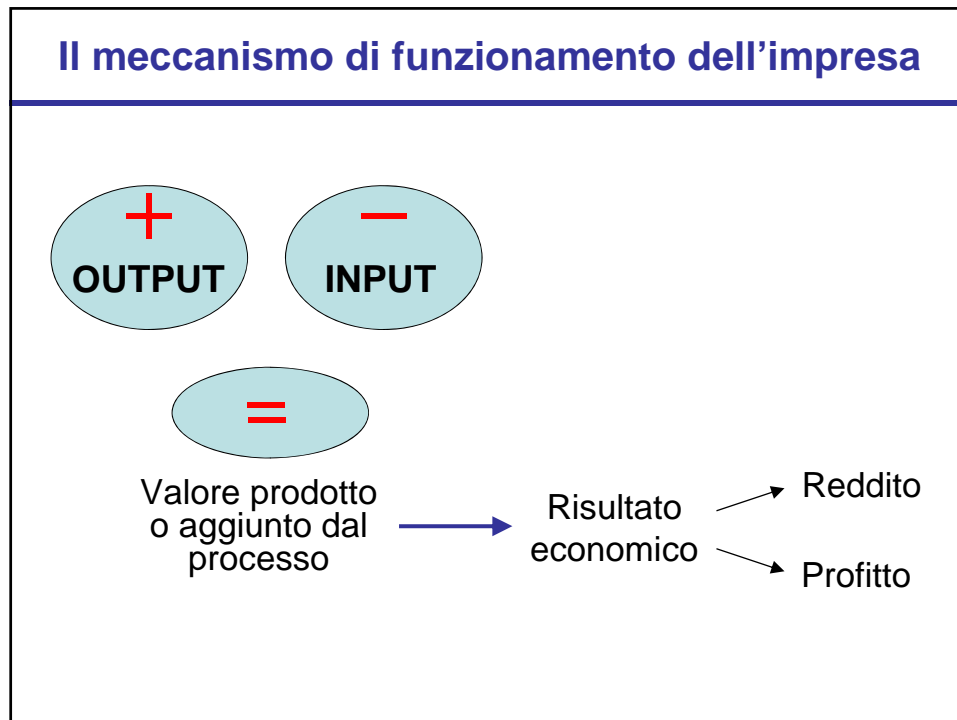 Il meccanismo di funzionamento dell’impresa
+ −
OUTPUT INPUT
=
Valore prodotto
o aggiunto dal
processo
Risultato
economico
Reddito
Profitto